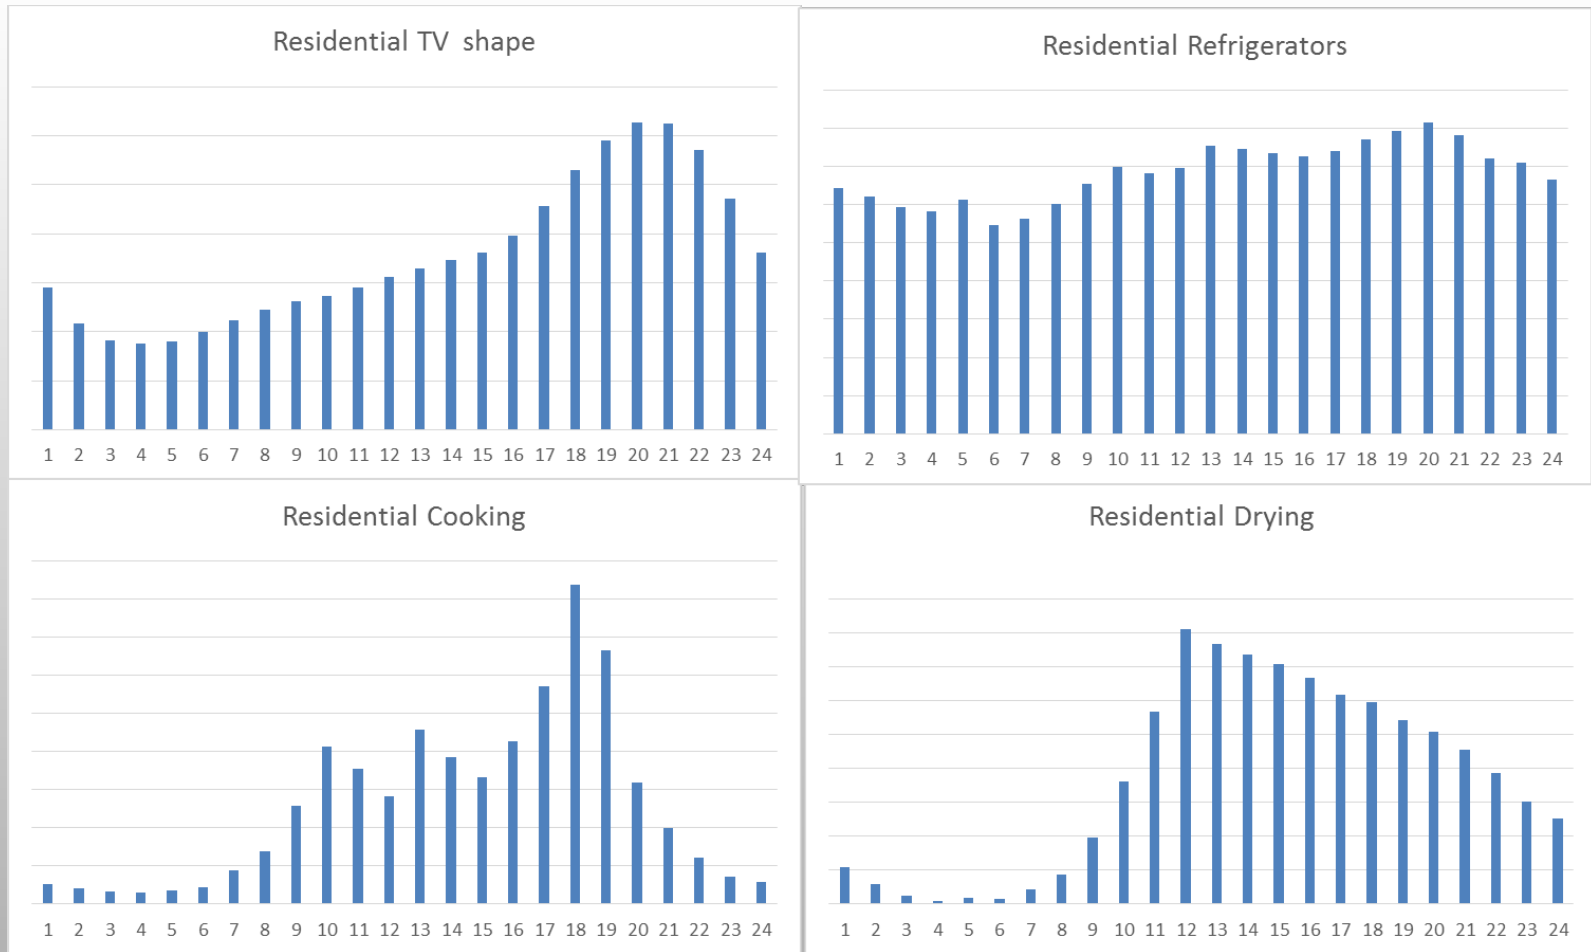 Residential TV shape
1 2 3 4 5 6 7 8 9 10 11 12 13 14 15 16 17 18 19 20 21 22 23 24
Residential Refrigerators
1 2 3 4 5 6 7 8 9 10 11 12 13 14 15 16 17 18 19 20 21 22 23 24
Residential Cooking
1 2 3 4 5 6 7 8 9 10 11 12 13 14 15 16 17 18 19 20 21 22 23 24
Residential Drying
1 2 3 4 5 6 7 8 9 10 11 12 13 14 15 16 17 18 19 20 21 22 23 24